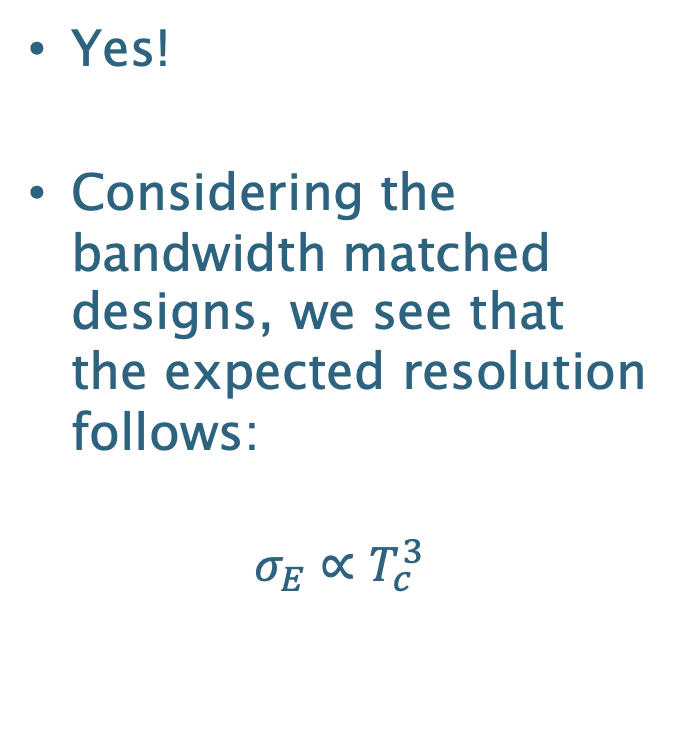 • Yes!
• Considering the
bandwidth matched
designs, we see that
the expected resolution
follows:
𝜎_𝐸 ∝ 𝑇_𝑐^3